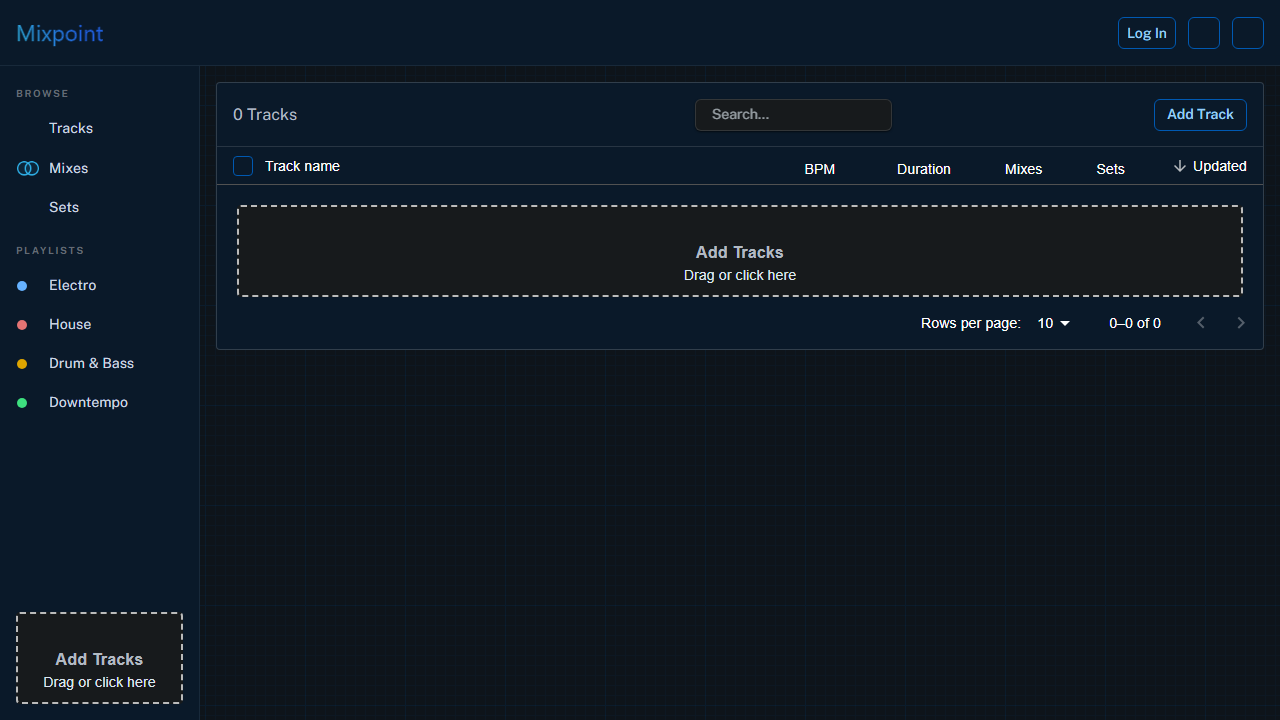 Mixpoint
Log In
BROWSE
Tracks
Mixes
Sets
PLAYLISTS
Electro
House
Drum & Bass
Downtempo
Add Tracks
Drag or click here
0 Tracks
Search...
Add Track
Track name BPM Duration Mixes Sets Updated
Add Tracks
Drag or click here
Rows per page: 10 0–0 of 0